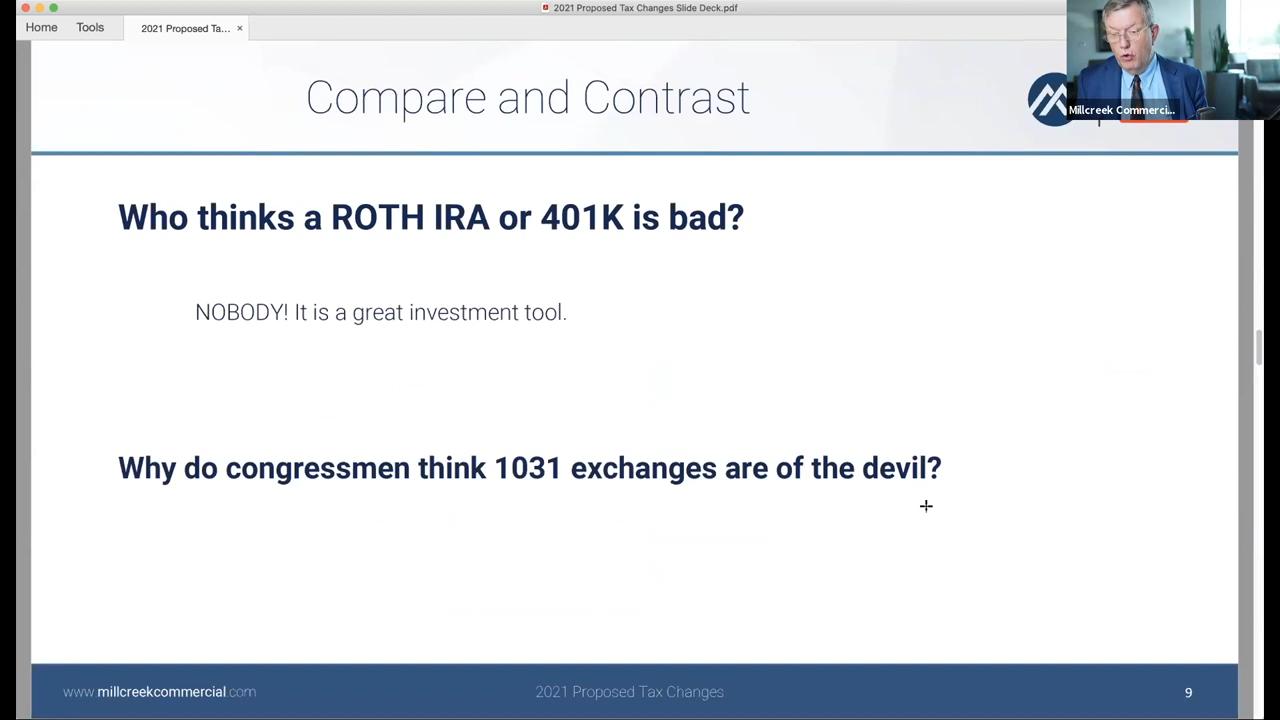 2021 Proposed Tax Changes Slide Deck.pdf
Home Tools 2021 Proposed Ta... ×
Compare and Contrast
Millcreek Commerci...
Who thinks a ROTH IRA or 401K is bad?
NOBODY! It is a great investment tool.
Why do congressmen think 1031 exchanges are of the devil?
www.millcreekcommercial.com 2021 Proposed Tax Changes 9